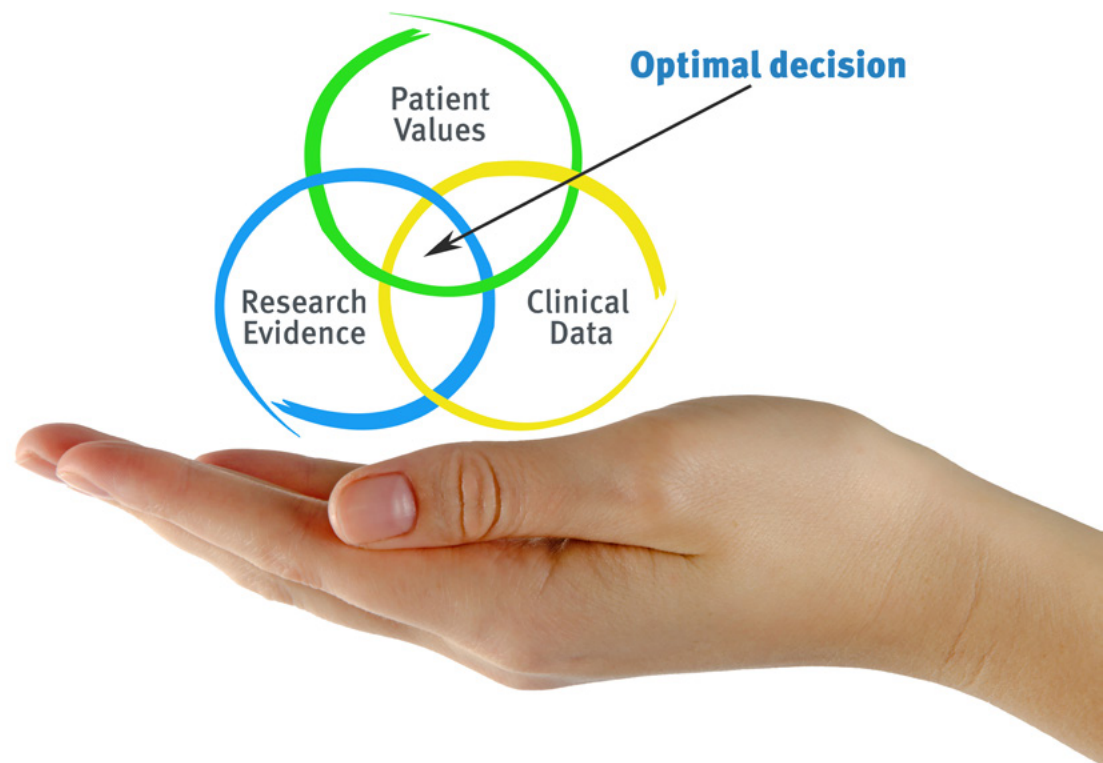 Optimal decision
Patient
Values
Research
Evidence
Clinical
Data